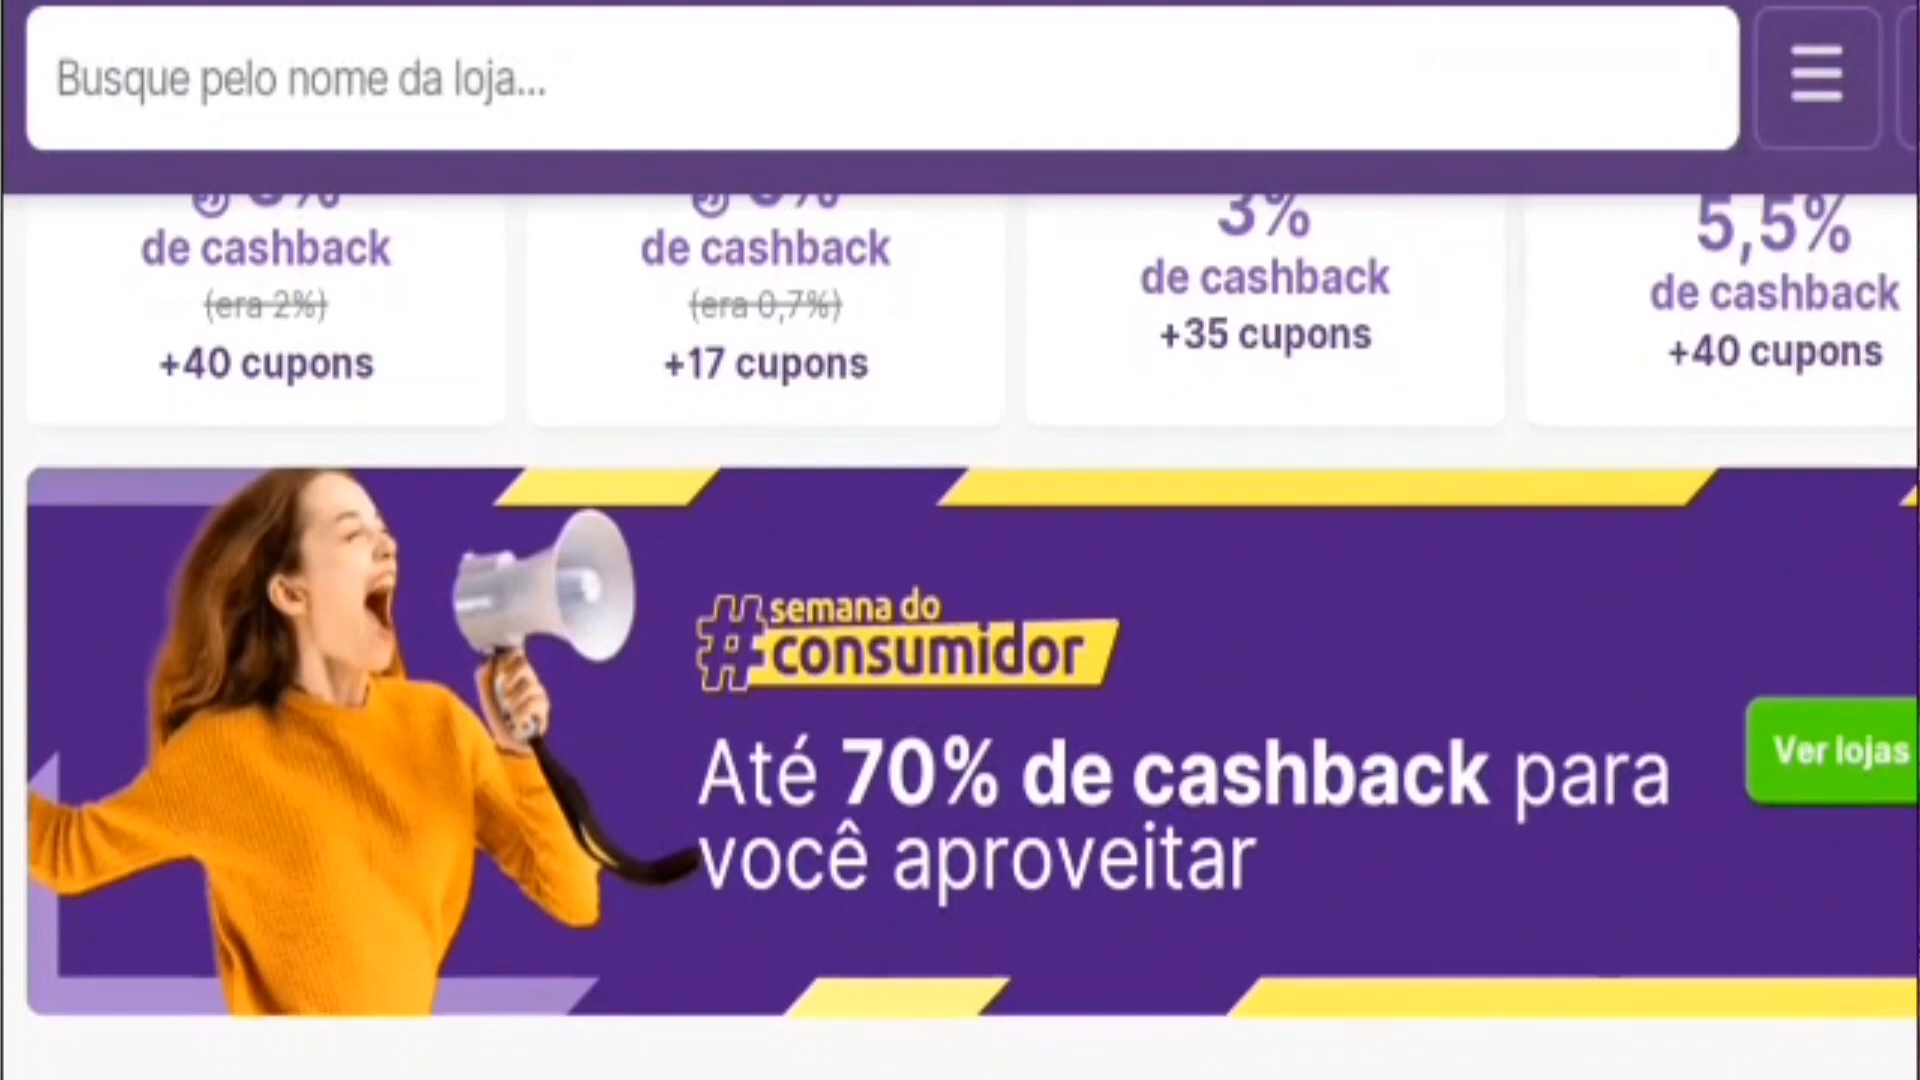 Busque pelo nome da loja...
3%
5,5%
de cashback
de cashback
de cashback
de cashback
(era 2%)
(era 0,7%)
+35 cupons
+40 cupons
+40 cupons
+17 cupons
#semana do
consumidor
Até 70% de cashback para
você aproveitar
Ver lojas